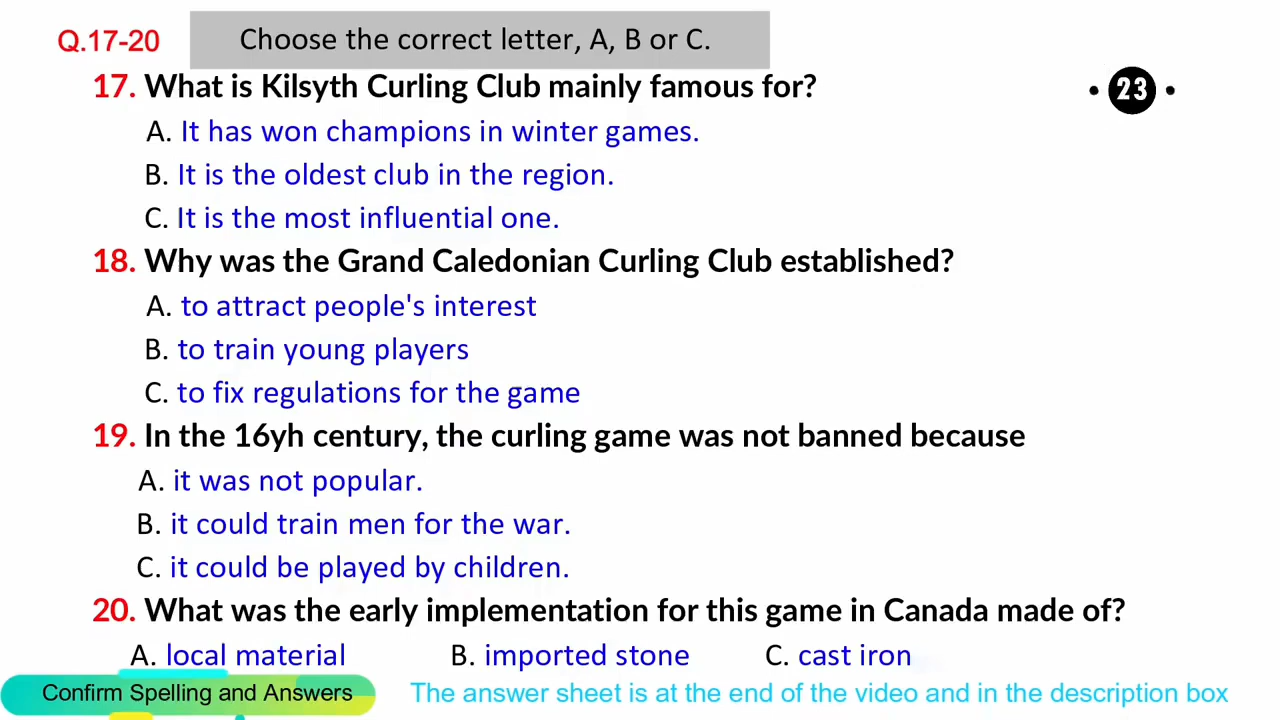 Q.17-20
Choose the correct letter, A, B or C.
17. What is Kilsyth Curling Club mainly famous for?
23
A. It has won champions in winter games.
B. It is the oldest club in the region.
C. It is the most influential one.
18. Why was the Grand Caledonian Curling Club established?
A. to attract people's interest
B. to train young players
C. to fix regulations for the game
19. In the 16yh century, the curling game was not banned because
A. it was not popular.
B. it could train men for the war.
C. it could be played by children.
20. What was the early implementation for this game in Canada made of?
A. local material B. imported stone C. cast iron
Confirm Spelling and Answers
The answer sheet is at the end of the video and in the description box